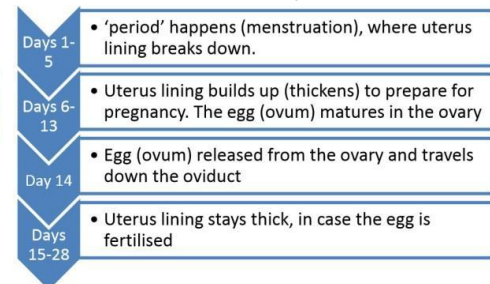 Days 1-
5
• ‘period’ happens (menstruation), where uterus
lining breaks down.
Days 6-
13
• Uterus lining builds up (thickens) to prepare for
pregnancy. The egg (ovum) matures in the ovary
Day 14
• Egg (ovum) released from the ovary and travels
down the oviduct
Days
15-28
• Uterus lining stays thick, in case the egg is
fertilised